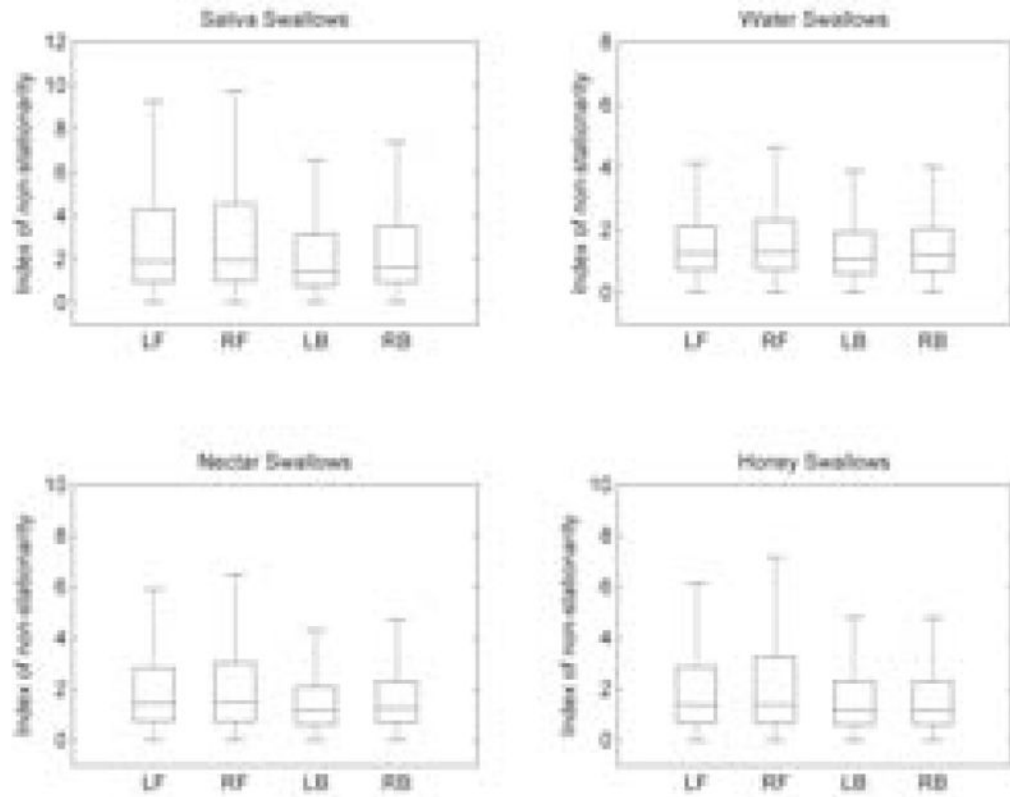 Saliva Swallows
Index of non-stationarity
12
10
8
6
4
2
0
LF RF LB RB
Water Swallows
Index of non-stationarity
8
6
4
2
0
LF RF LB RB
Nectar Swallows
Index of non-stationarity
10
8
6
4
2
0
LF RF LB RB
Honey Swallows
Index of non-stationarity
10
8
6
4
2
0
LF RF LB RB